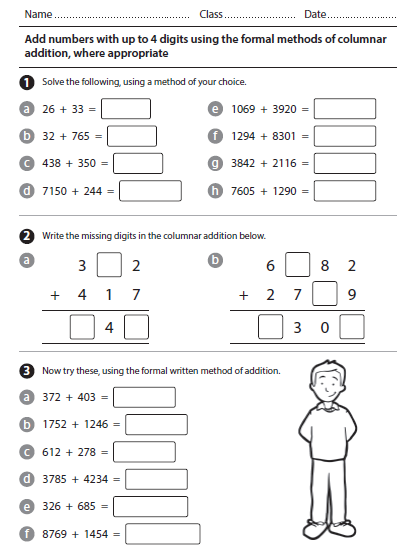 Name Class Date
Add numbers with up to 4 digits using the formal methods of columnar
addition, where appropriate
1 Solve the following, using a method of your choice.
a 26 + 33 =
b 32 + 765 =
c 438 + 350 =
d 7150 + 244 =
e 1069 + 3920 =
f 1294 + 8301 =
g 3842 + 2116 =
h 7605 + 1290 =
2 Write the missing digits in the columnar addition below.
a
3 2
+ 4 1 7
4
b
6 8 2
+ 2 7 9
3 0
3 Now try these, using the formal written method of addition.
a 372 + 403 =
b 1752 + 1246 =
c 612 + 278 =
d 3785 + 4234 =
e 326 + 685 =
f 8769 + 1454 =